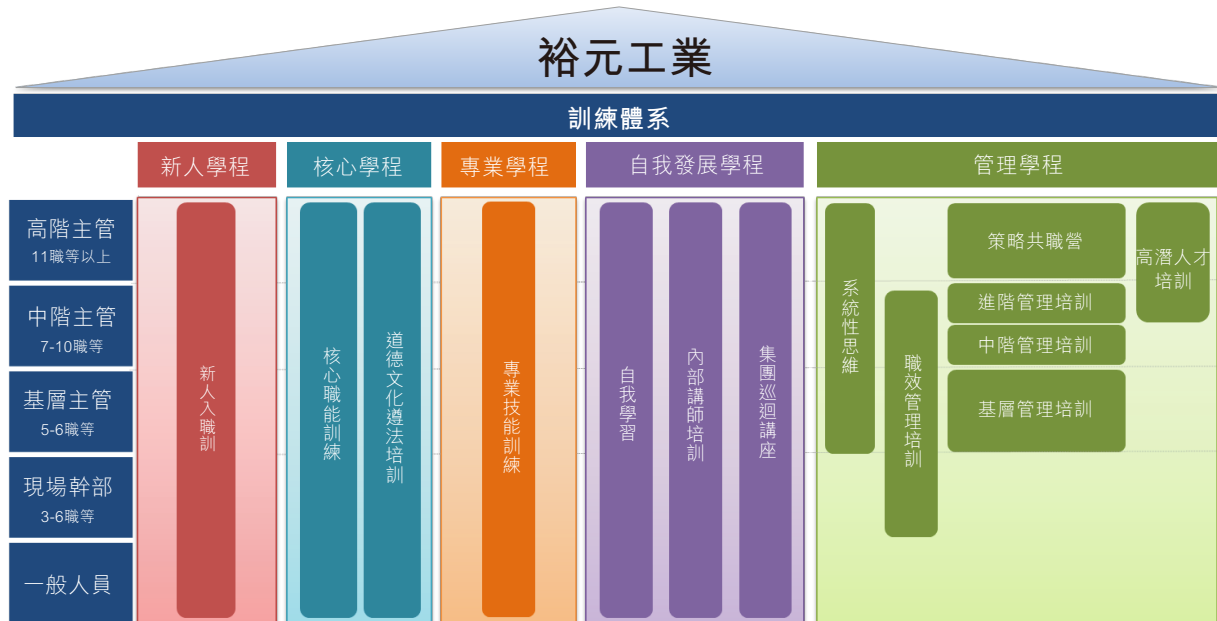 裕元工業
訓練體系
新人學程
核心學程
專業學程
自我發展學程
管理學程
高階主管
11職等以上
中階主管
7-10職等
基層主管
5-6職等
現場幹部
3-6職等
一般人員
新人入職訓
核心職能訓練
道德文化遵法培訓
專業技能訓練
自我學習
內部講師培訓
集團巡迴講座
系統性思維
職效管理培訓
策略共職營
進階管理培訓
中階管理培訓
基層管理培訓
高潛人才
培訓